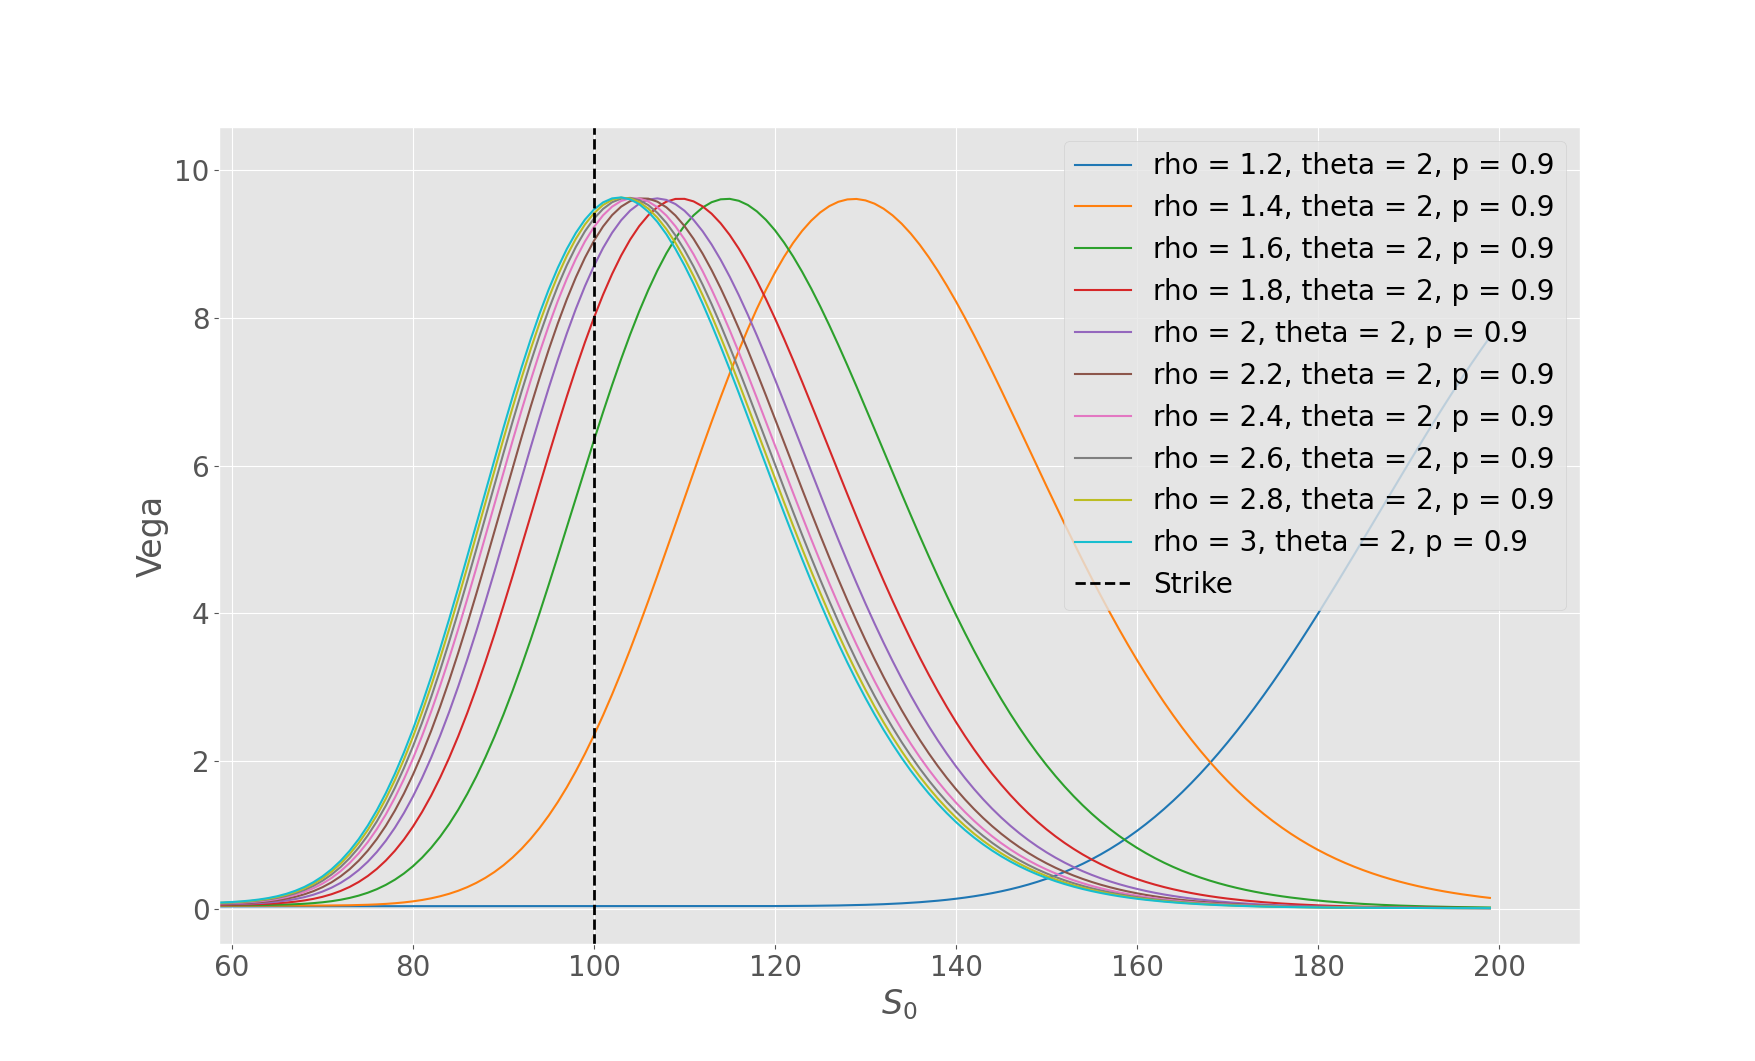 10
8
6
4
2
0
Vega
60 80 100 120 140 160 180 200
S₀
rho = 1.2, theta = 2, p = 0.9
rho = 1.4, theta = 2, p = 0.9
rho = 1.6, theta = 2, p = 0.9
rho = 1.8, theta = 2, p = 0.9
rho = 2, theta = 2, p = 0.9
rho = 2.2, theta = 2, p = 0.9
rho = 2.4, theta = 2, p = 0.9
rho = 2.6, theta = 2, p = 0.9
rho = 2.8, theta = 2, p = 0.9
rho = 3, theta = 2, p = 0.9
Strike